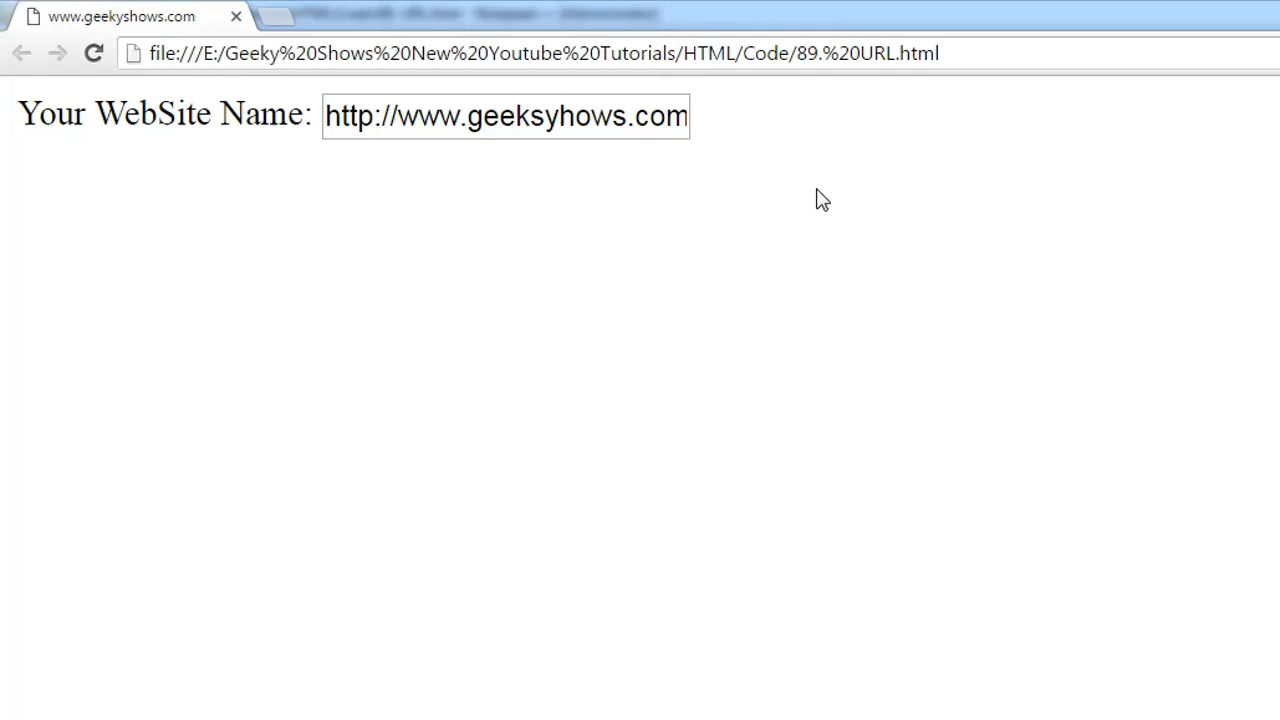 www.geekyshows.com
file:///E:/Geeky%20Shows%20New%20Youtube%20Tutorials/HTML/Code/89.%20URL.html
Your WebSite Name: http://www.geeksyhows.com